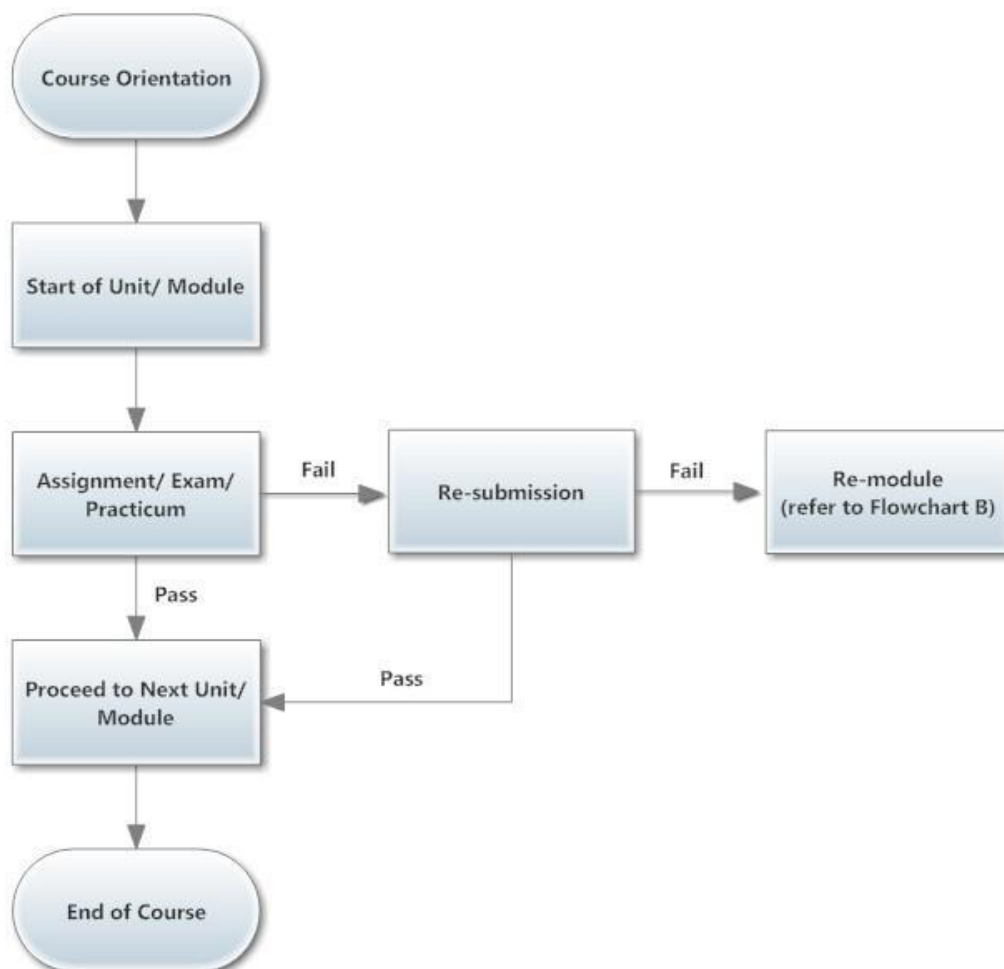 Course Orientation
Start of Unit/ Module
Assignment/ Exam/
Practicum
Fail
Re-submission
Fail
Re-module
(refer to Flowchart B)
Pass
Proceed to Next Unit/
Module
Pass
End of Course